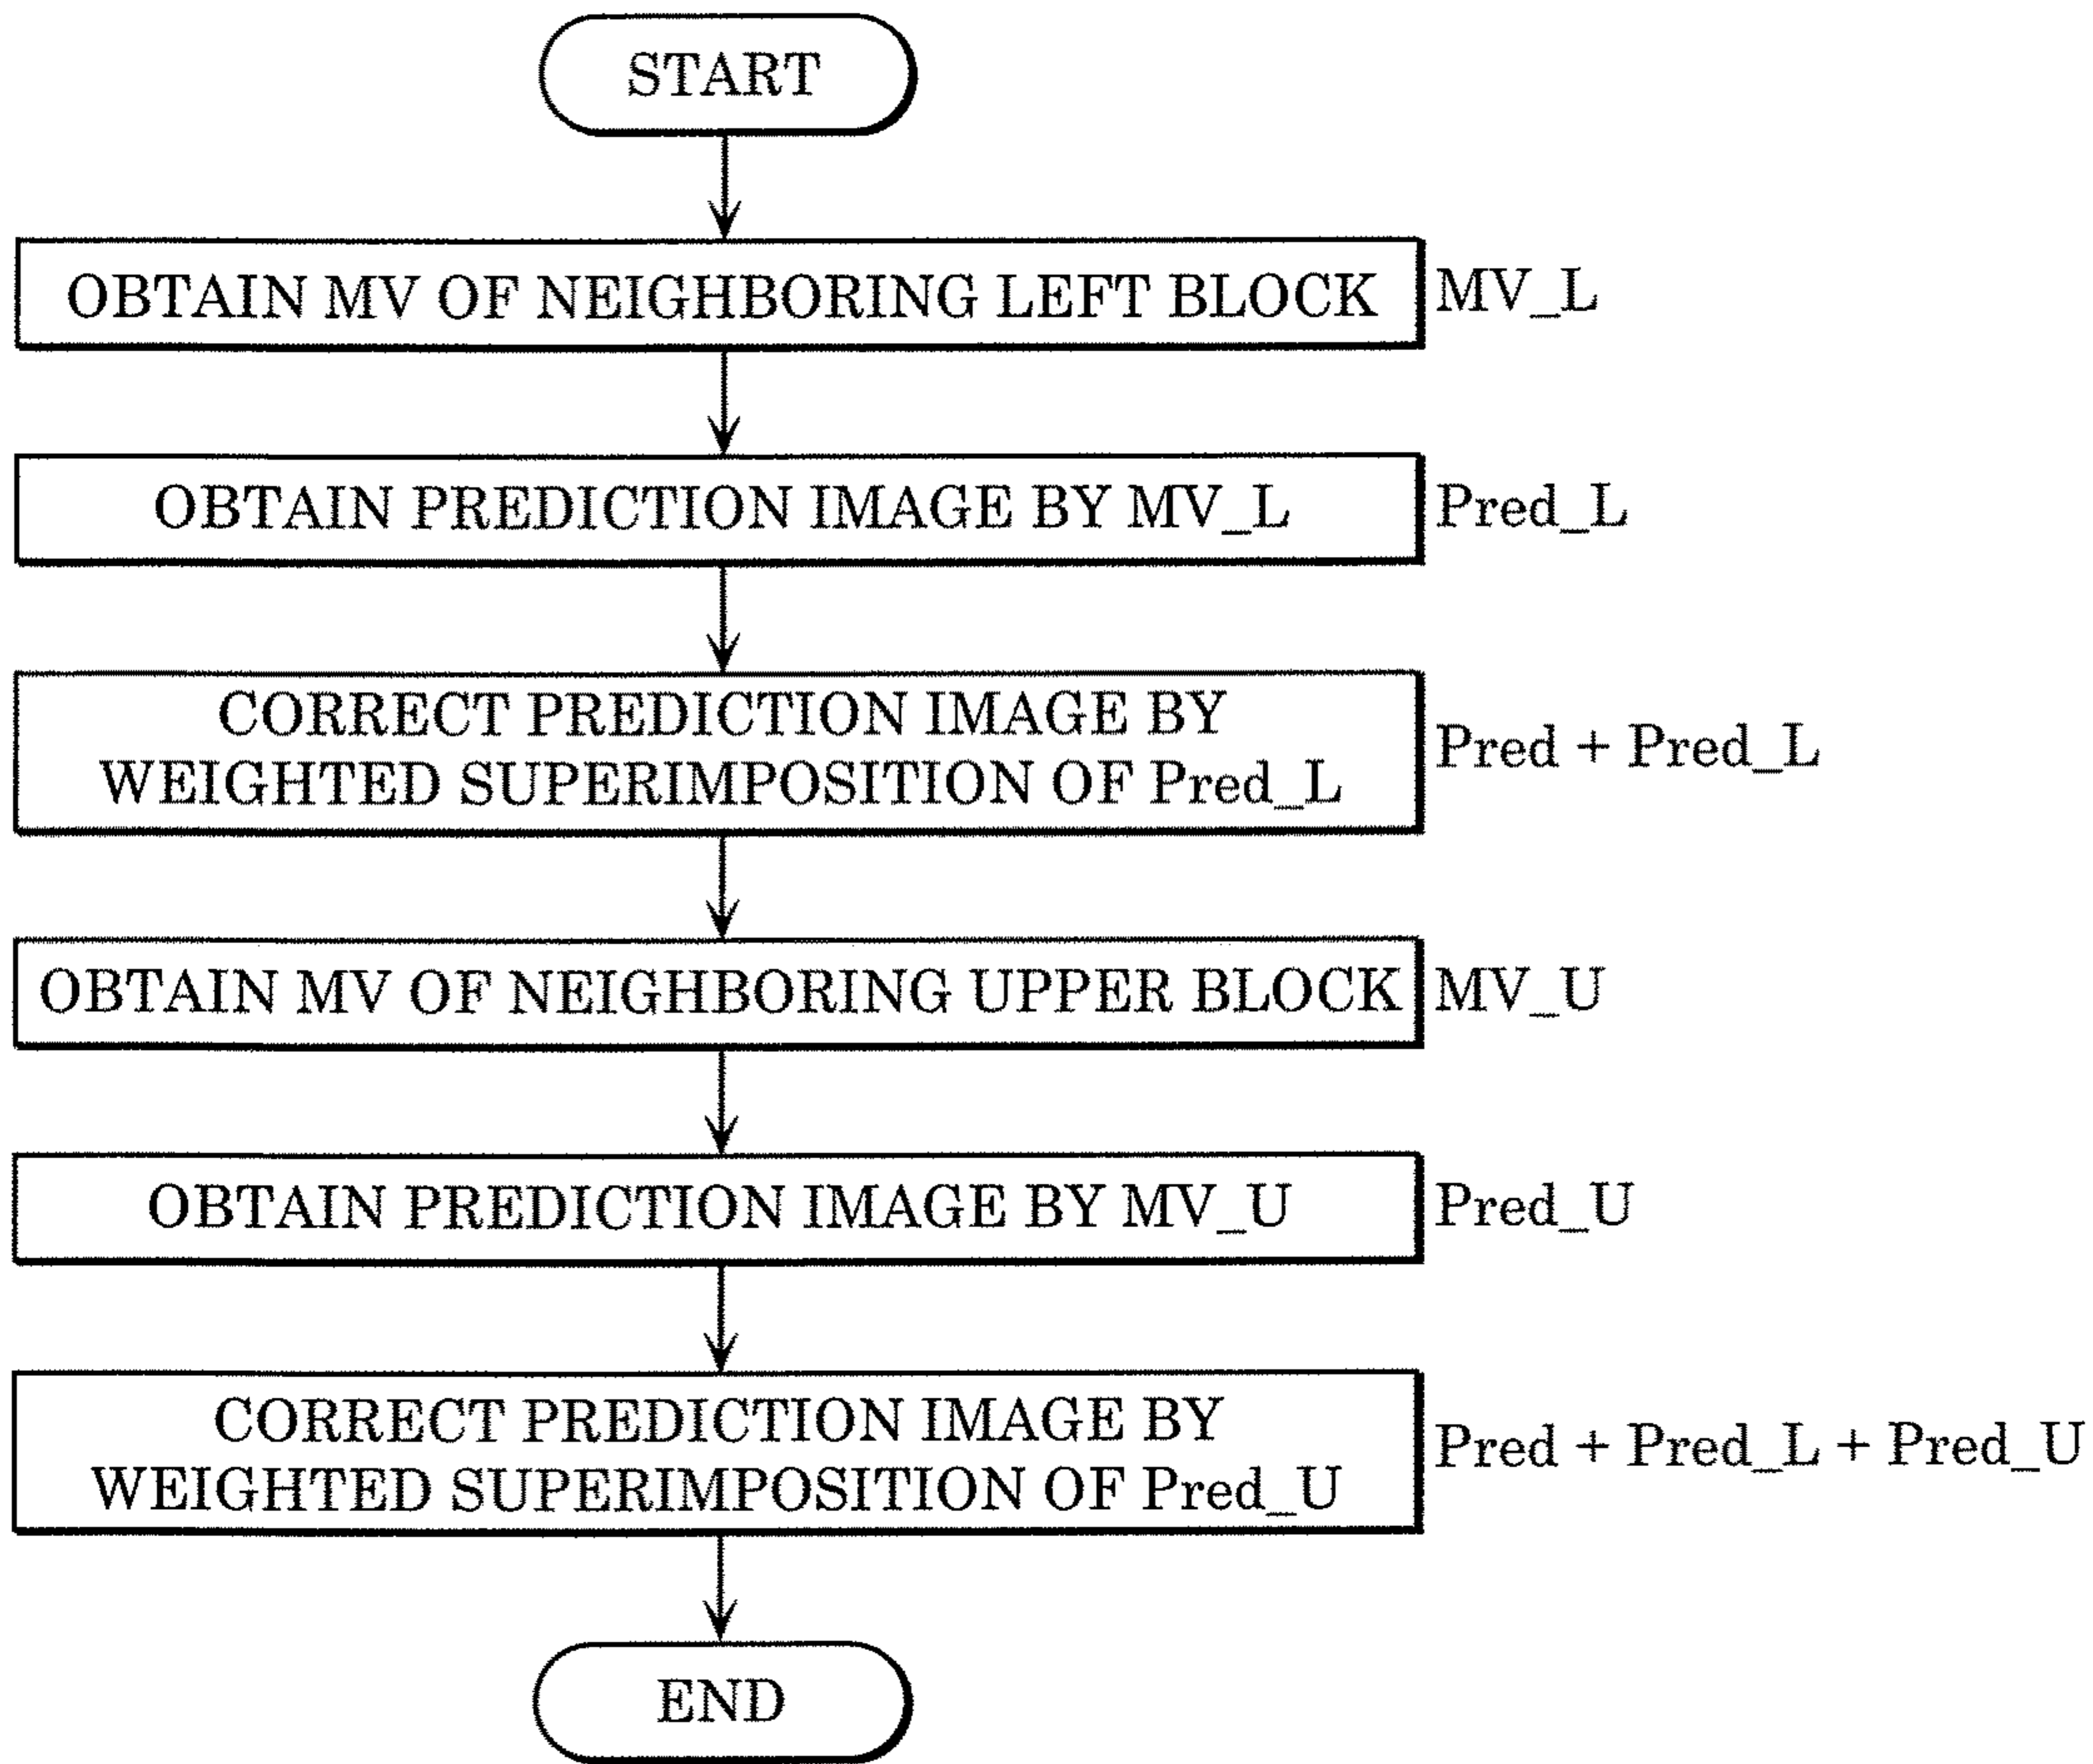 START
OBTAIN MV OF NEIGHBORING LEFT BLOCK
MV_L
OBTAIN PREDICTION IMAGE BY MV_L
Pred_L
CORRECT PREDICTION IMAGE BY
WEIGHTED SUPERIMPOSITION OF Pred_L
Pred + Pred_L
OBTAIN MV OF NEIGHBORING UPPER BLOCK
MV_U
OBTAIN PREDICTION IMAGE BY MV_U
Pred_U
CORRECT PREDICTION IMAGE BY
WEIGHTED SUPERIMPOSITION OF Pred_U
Pred + Pred_L + Pred_U
END